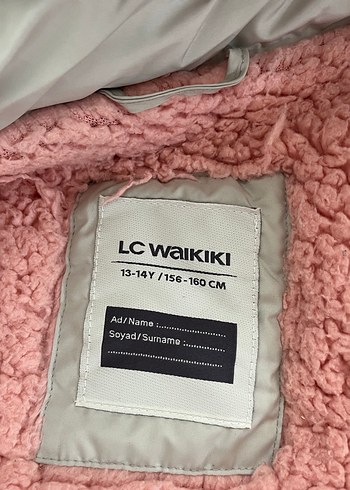 LC WAIKIKI
13-14Y / 156-160 CM
Ad/Name :........................
Soyad/Surname :...............
........................................